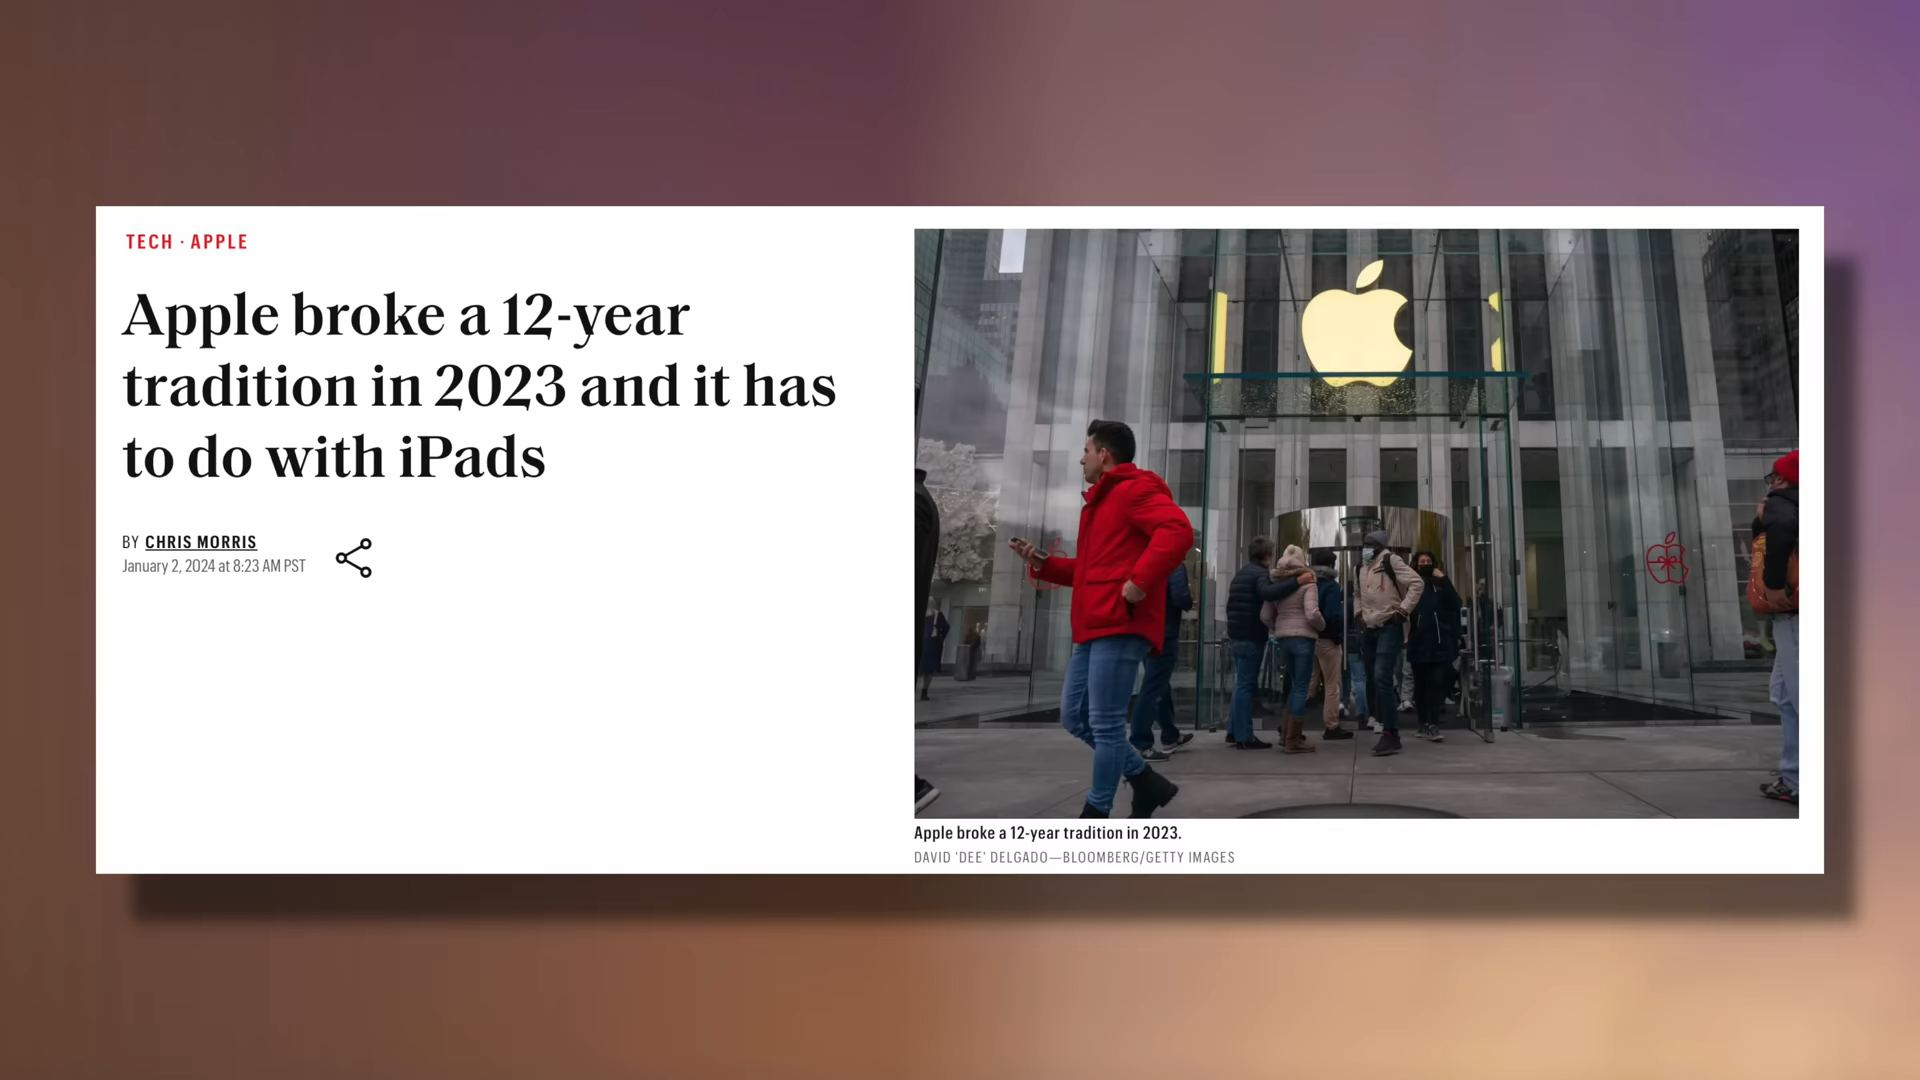 TECH · APPLE
Apple broke a 12-year
tradition in 2023 and it has
to do with iPads
BY CHRIS MORRIS
January 2, 2024 at 8:23 AM PST
Apple broke a 12-year tradition in 2023.
DAVID 'DEE' DELGADO—BLOOMBERG/GETTY IMAGES